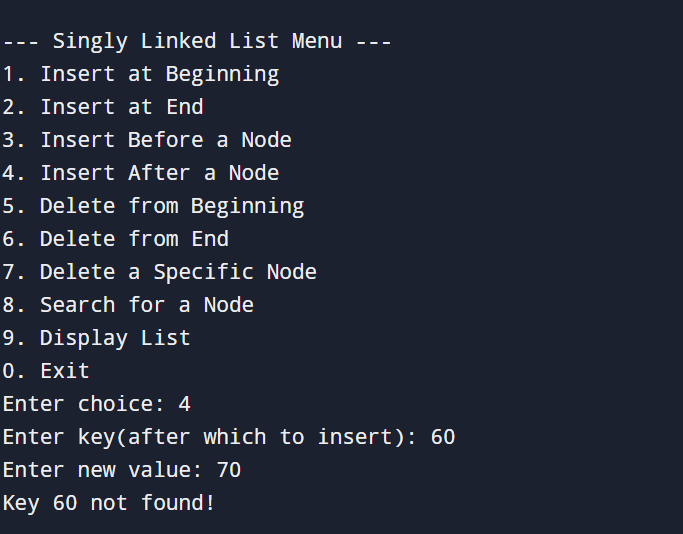 --- Singly Linked List Menu ---
1. Insert at Beginning
2. Insert at End
3. Insert Before a Node
4. Insert After a Node
5. Delete from Beginning
6. Delete from End
7. Delete a Specific Node
8. Search for a Node
9. Display List
0. Exit
Enter choice: 4
Enter key(after which to insert): 60
Enter new value: 70
Key 60 not found!